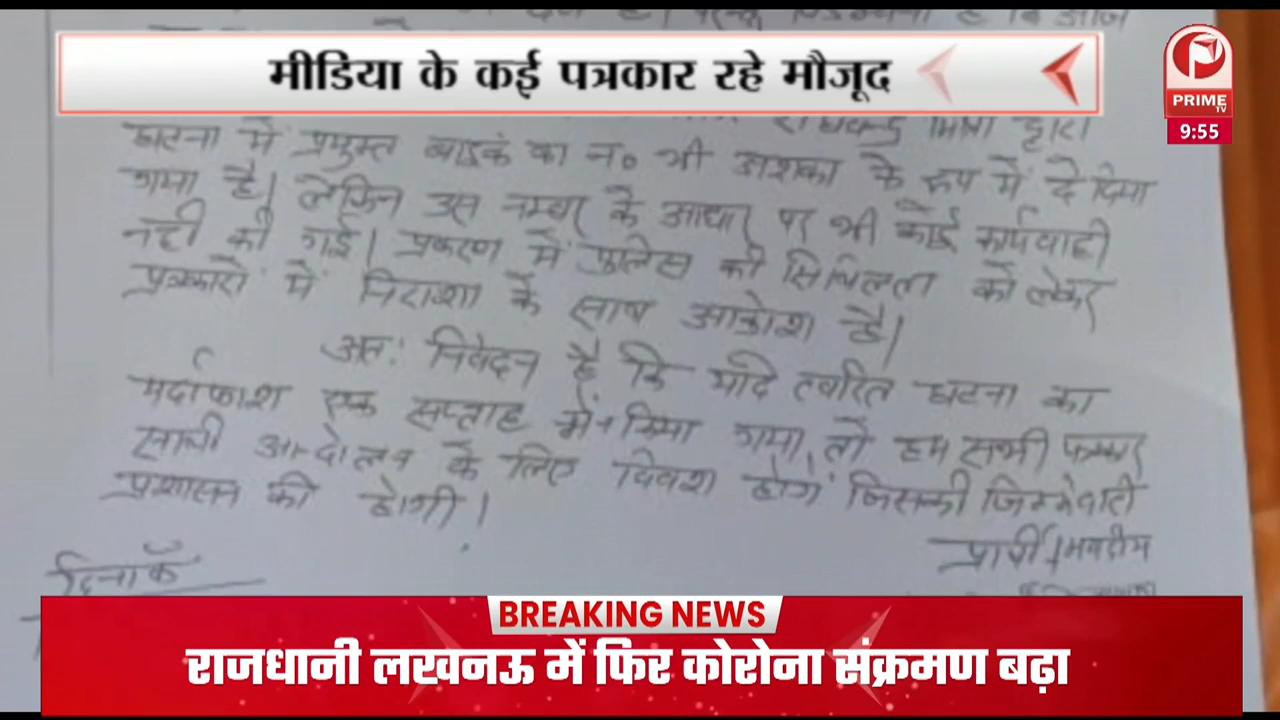 मीडिया के कई पत्रकार रहे मौजूद
PRIME
TV
9:55
घटना में प्रयुक्त बाइक का न० भी आशंका के रूप में दे दिया
गया है। लेकिन उस नम्बर के आधार पर भी कोई कार्यवाही
नही की गई। प्रकरण में पुलिस की सिथिलता को लेकर
पत्रकारो में निराशा के साथ आक्रोश है।
अत: निवेदन है कि यदि त्वरित घटना का
पर्दाफाश एक सप्ताह में किया गया, तो हम सभी पत्रकार
साथी आन्दोलन के लिए विवश होगें जिसकी जिम्मेवारी
प्रशासन की होगी।
दिनाकँ
BREAKING NEWS
राजधानी लखनऊ में फिर कोरोना संक्रमण बढ़ा